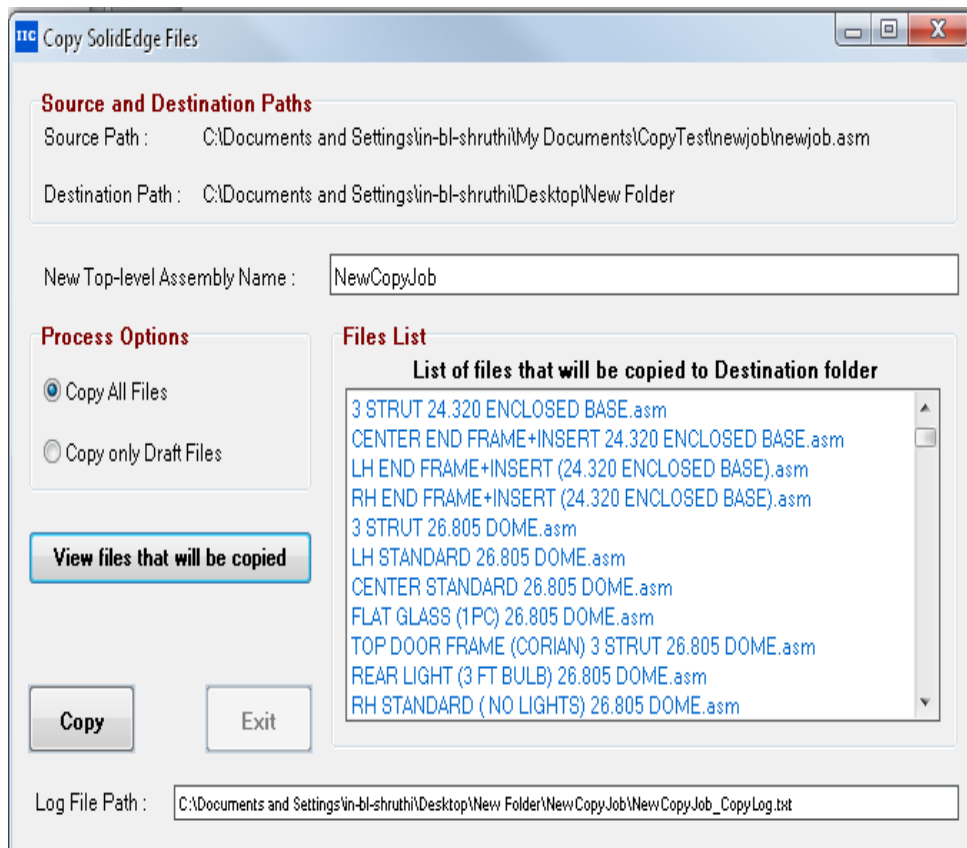 ITC Copy SolidEdge Files
Source and Destination Paths
Source Path : C:\Documents and Settings\in-bl-shruthi\My Documents\CopyTest\newjob\newjob.asm
Destination Path : C:\Documents and Settings\in-bl-shruthi\Desktop\New Folder
New Top-level Assembly Name : NewCopyJob
Process Options
Copy All Files
Copy only Draft Files
View files that will be copied
Files List
List of files that will be copied to Destination folder
3 STRUT 24.320 ENCLOSED BASE.asm
CENTER END FRAME+INSERT 24.320 ENCLOSED BASE.asm
LH END FRAME+INSERT (24.320 ENCLOSED BASE).asm
RH END FRAME+INSERT (24.320 ENCLOSED BASE).asm
3 STRUT 26.805 DOME.asm
LH STANDARD 26.805 DOME.asm
CENTER STANDARD 26.805 DOME.asm
FLAT GLASS (1PC) 26.805 DOME.asm
TOP DOOR FRAME (CORIAN) 3 STRUT 26.805 DOME.asm
REAR LIGHT (3 FT BULB) 26.805 DOME.asm
RH STANDARD ( NO LIGHTS) 26.805 DOME.asm
Copy Exit
Log File Path : C:\Documents and Settings\in-bl-shruthi\Desktop\New Folder\NewCopyJob\NewCopyJob_CopyLog.txt